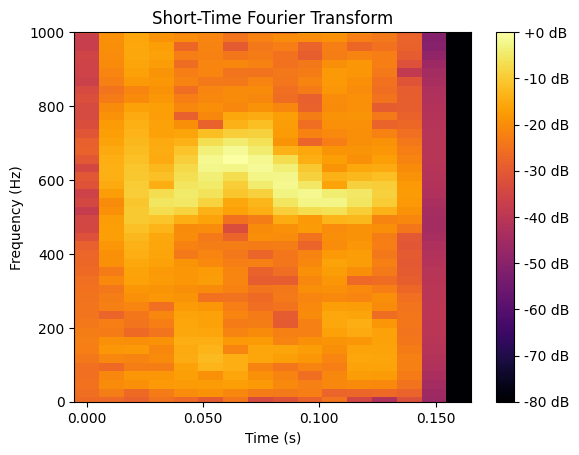 Short-Time Fourier Transform
1000
800
600
400
200
0
Frequency (Hz)
0.000
0.050
0.100
0.150
Time (s)
+0 dB
-10 dB
-20 dB
-30 dB
-40 dB
-50 dB
-60 dB
-70 dB
-80 dB